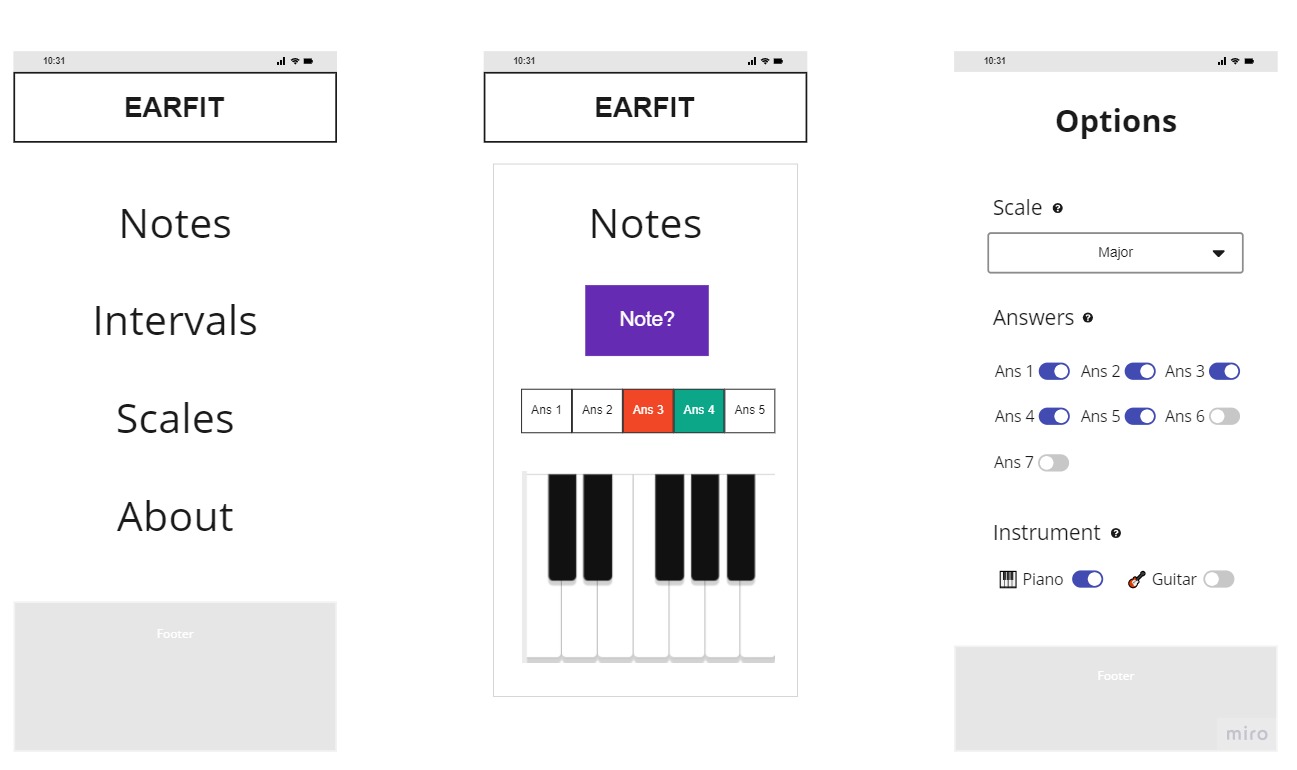 10:31
EARFIT
Notes
Intervals
Scales
About
Footer
10:31
EARFIT
Notes
Note?
Ans 1 Ans 2 Ans 3 Ans 4 Ans 5
10:31
Options
Scale
Major
Answers
Ans 1 Ans 2 Ans 3
Ans 4 Ans 5 Ans 6
Ans 7
Instrument
Piano Guitar
Footer
miro